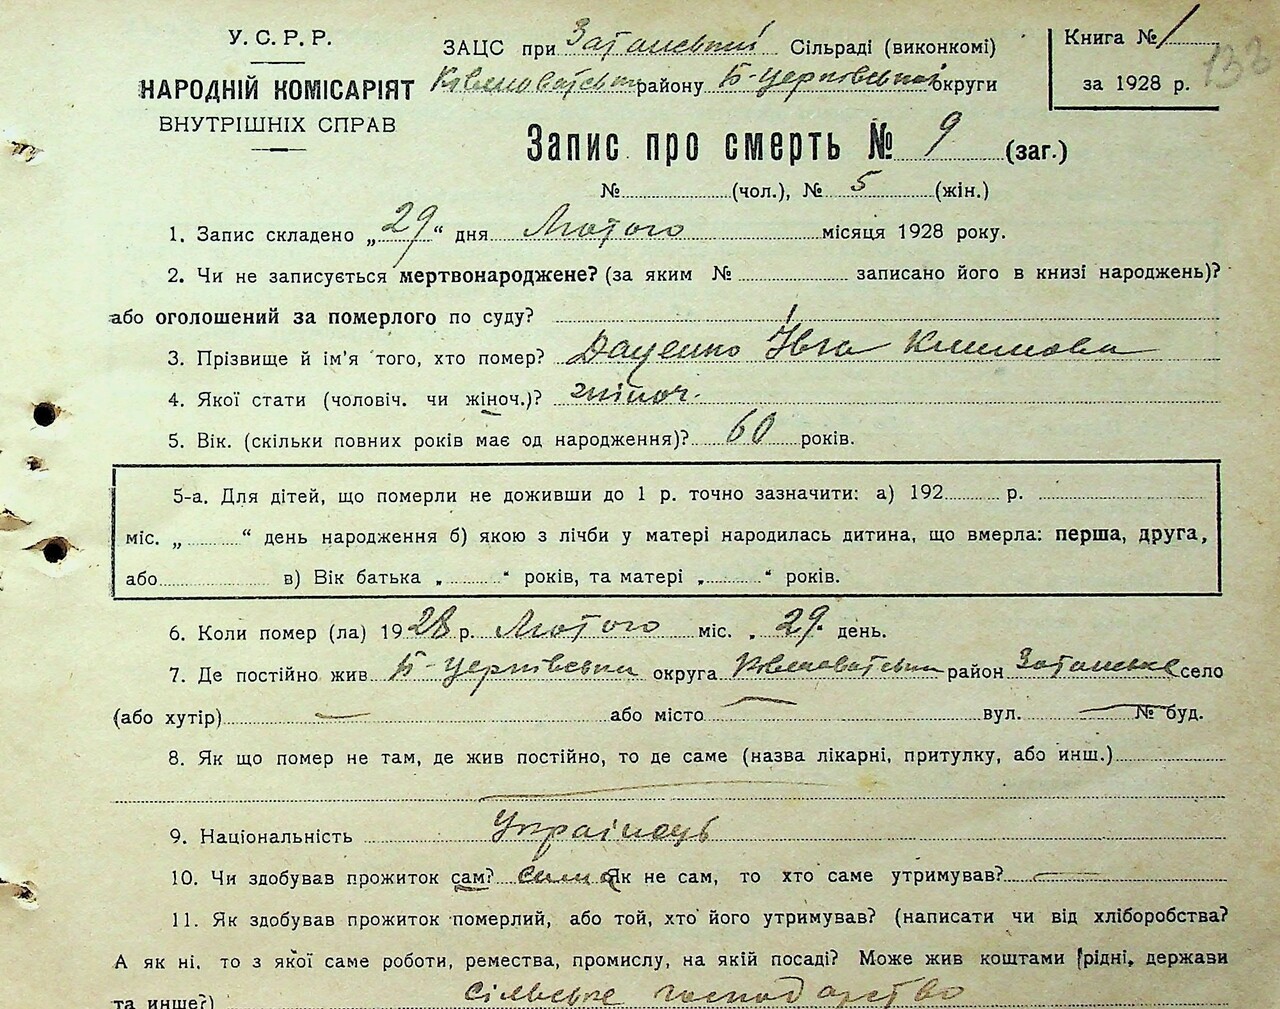 У. С. Р. Р.
НАРОДНІЙ КОМІСАРІЯТ
ВНУТРІШНІХ СПРАВ
ЗАЦС при Сільраді (виконкомі)
району Б-Церківської округи
Книга № 1
за 1928 р.
Запис про смерть № 9 (заг.)
№ (чол.), № 5 (жін.)
1. Запис складено „29“ дня Лютого місяця 1928 року.
2. Чи не записується мертвонароджене? (за яким № записано його в книзі народжень)?
або оголошений за померлого по суду?
3. Прізвище й ім'я того, хто помер? Даценко Івга Климова
4. Якої стати (чоловіч. чи жіноч.)? жіноч.
5. Вік. (скільки повних років має од народження)? 60 років.
5-а. Для дітей, що померли не доживши до 1 р. точно зазначити: а) 192 р.
міс. „ “ день народження б) якою з лічби у матері народилась дитина, що вмерла: перша, друга,
або в) Вік батька „ “ років, та матері „ “ років.
6. Коли помер (ла) 1928 р. Лютого міс. „ 29. день.
7. Де постійно жив Б-Церківська округа район село
(або хутір) — або місто — вул. — № буд.
8. Як що помер не там, де жив постійно, то де саме (назва лікарні, притулку, або инш.)
9. Національність Українець
10. Чи здобував прожиток сам? сама Як не сам, то хто саме утримував? —
11. Як здобував прожиток померлий, або той, хто його утримував? (написати чи від хліборобства?
А як ні, то з якої саме роботи, ремества, промислу, на якій посаді? Може жив коштами рідні, держави
та инше?) сільське господарство